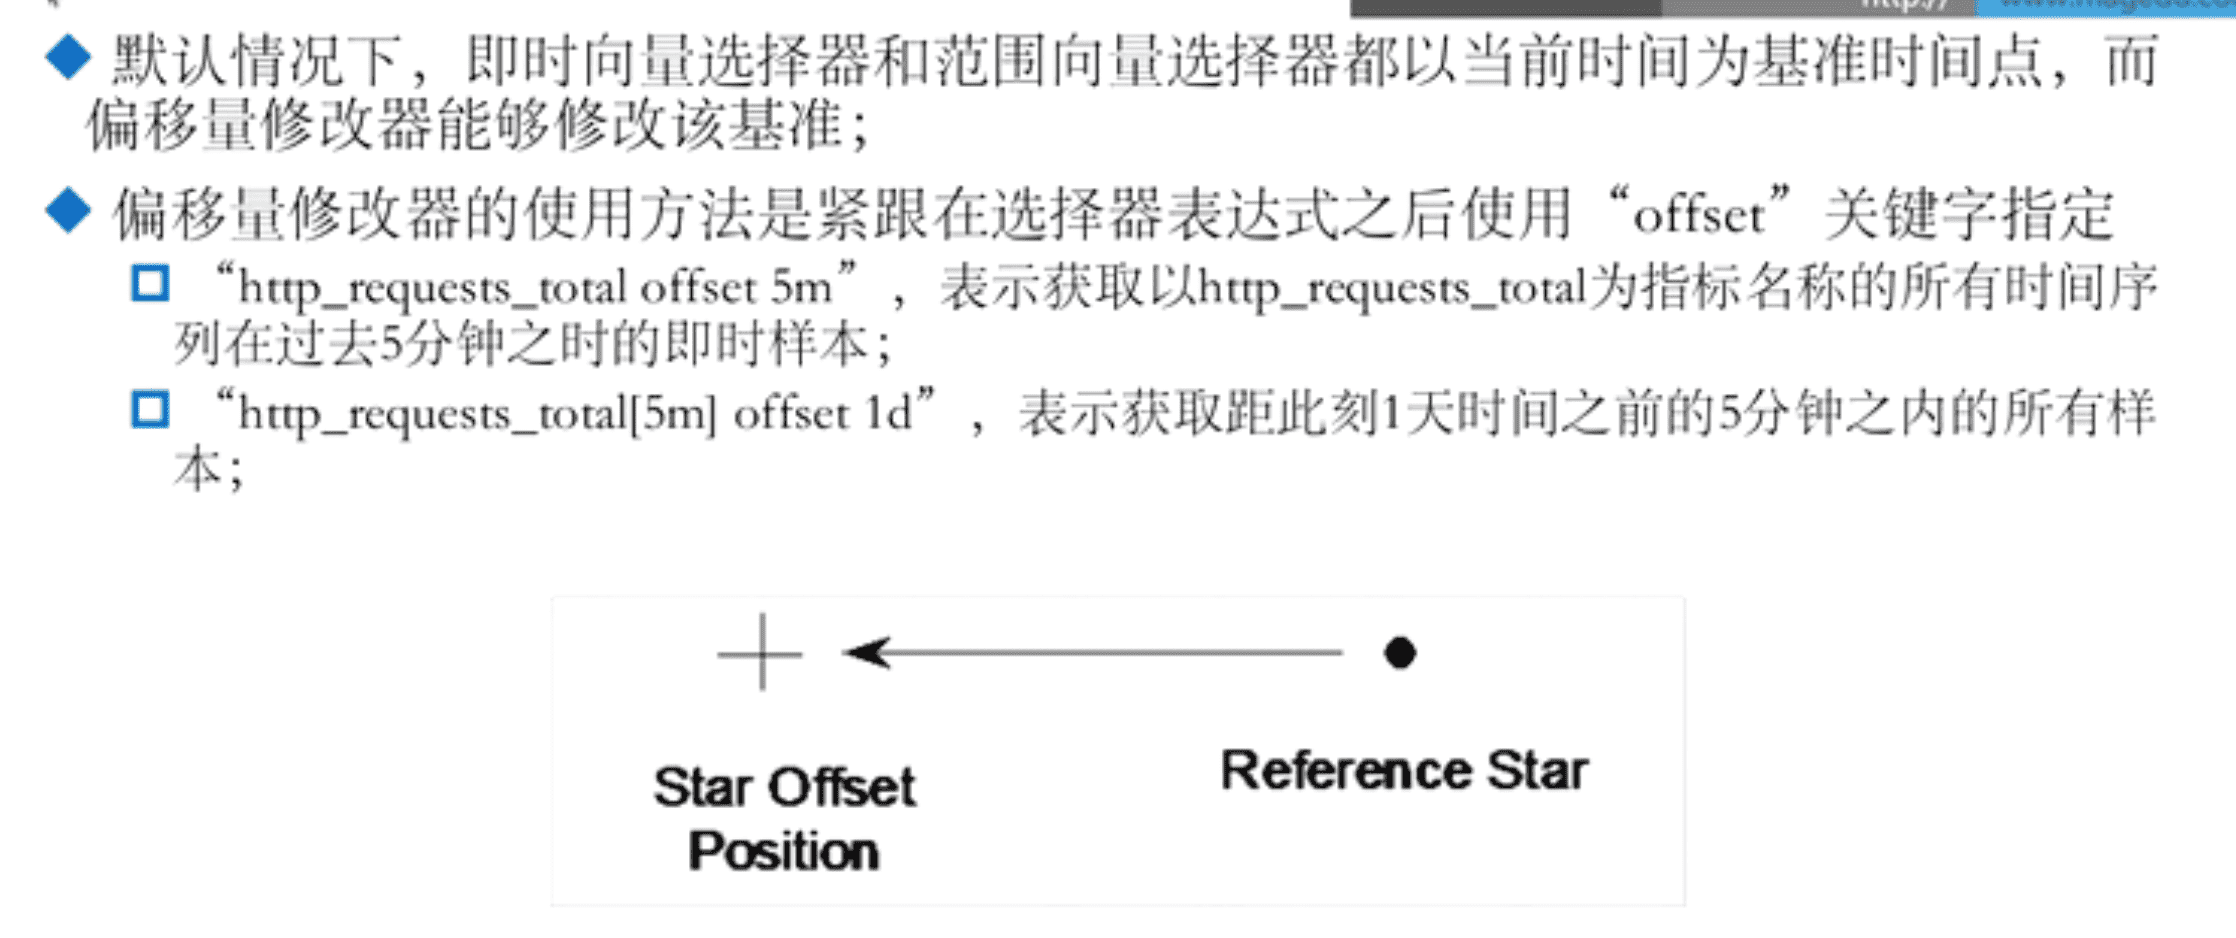 http://
◆ 默认情况下，即时向量选择器和范围向量选择器都以当前时间为基准时间点，而
偏移量修改器能够修改该基准；
◆ 偏移量修改器的使用方法是紧跟在选择器表达式之后使用“offset”关键字指定
“http_requests_total offset 5m”，表示获取以http_requests_total为指标名称的所有时间序
列在过去5分钟之时的即时样本；
“http_requests_total[5m] offset 1d”，表示获取距此刻1天时间之前的5分钟之内的所有样
本；
Reference Star
Star Offset
Position